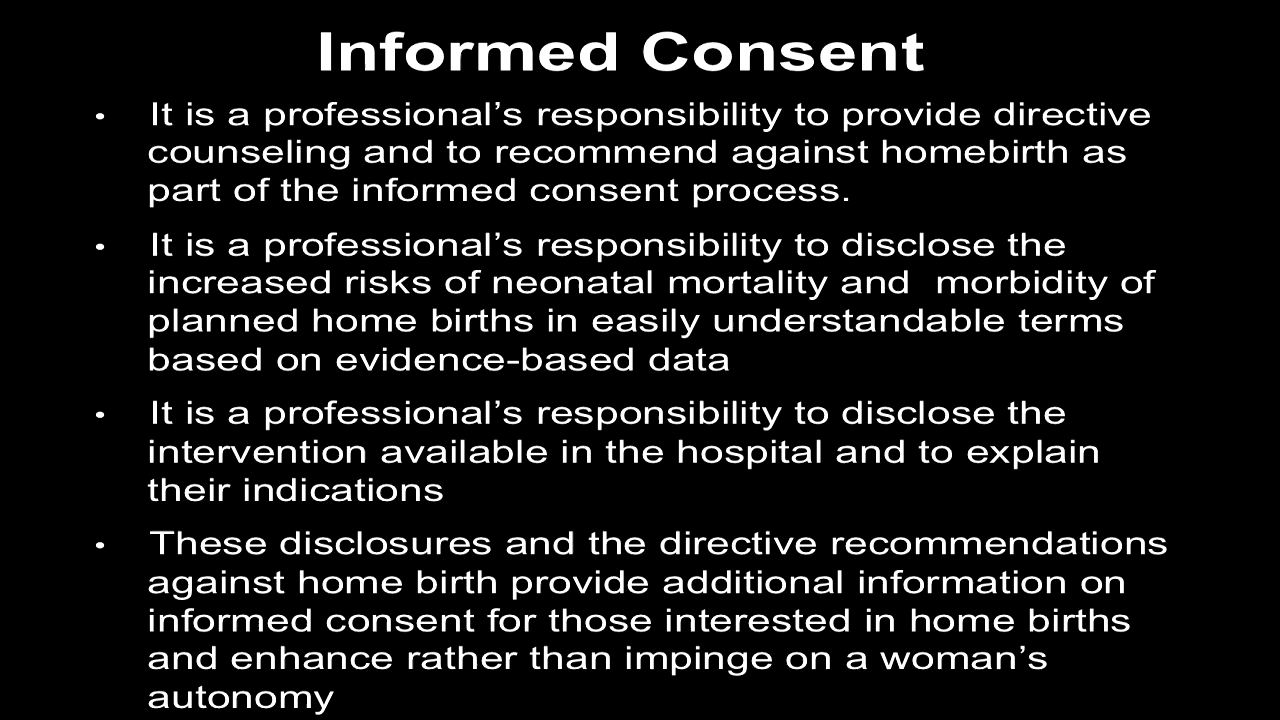 Informed Consent
• It is a professional’s responsibility to provide directive
counseling and to recommend against homebirth as
part of the informed consent process.
• It is a professional’s responsibility to disclose the
increased risks of neonatal mortality and  morbidity of
planned home births in easily understandable terms
based on evidence-based data
• It is a professional’s responsibility to disclose the
intervention available in the hospital and to explain
their indications
• These disclosures and the directive recommendations
against home birth provide additional information on
informed consent for those interested in home births
and enhance rather than impinge on a woman’s
autonomy